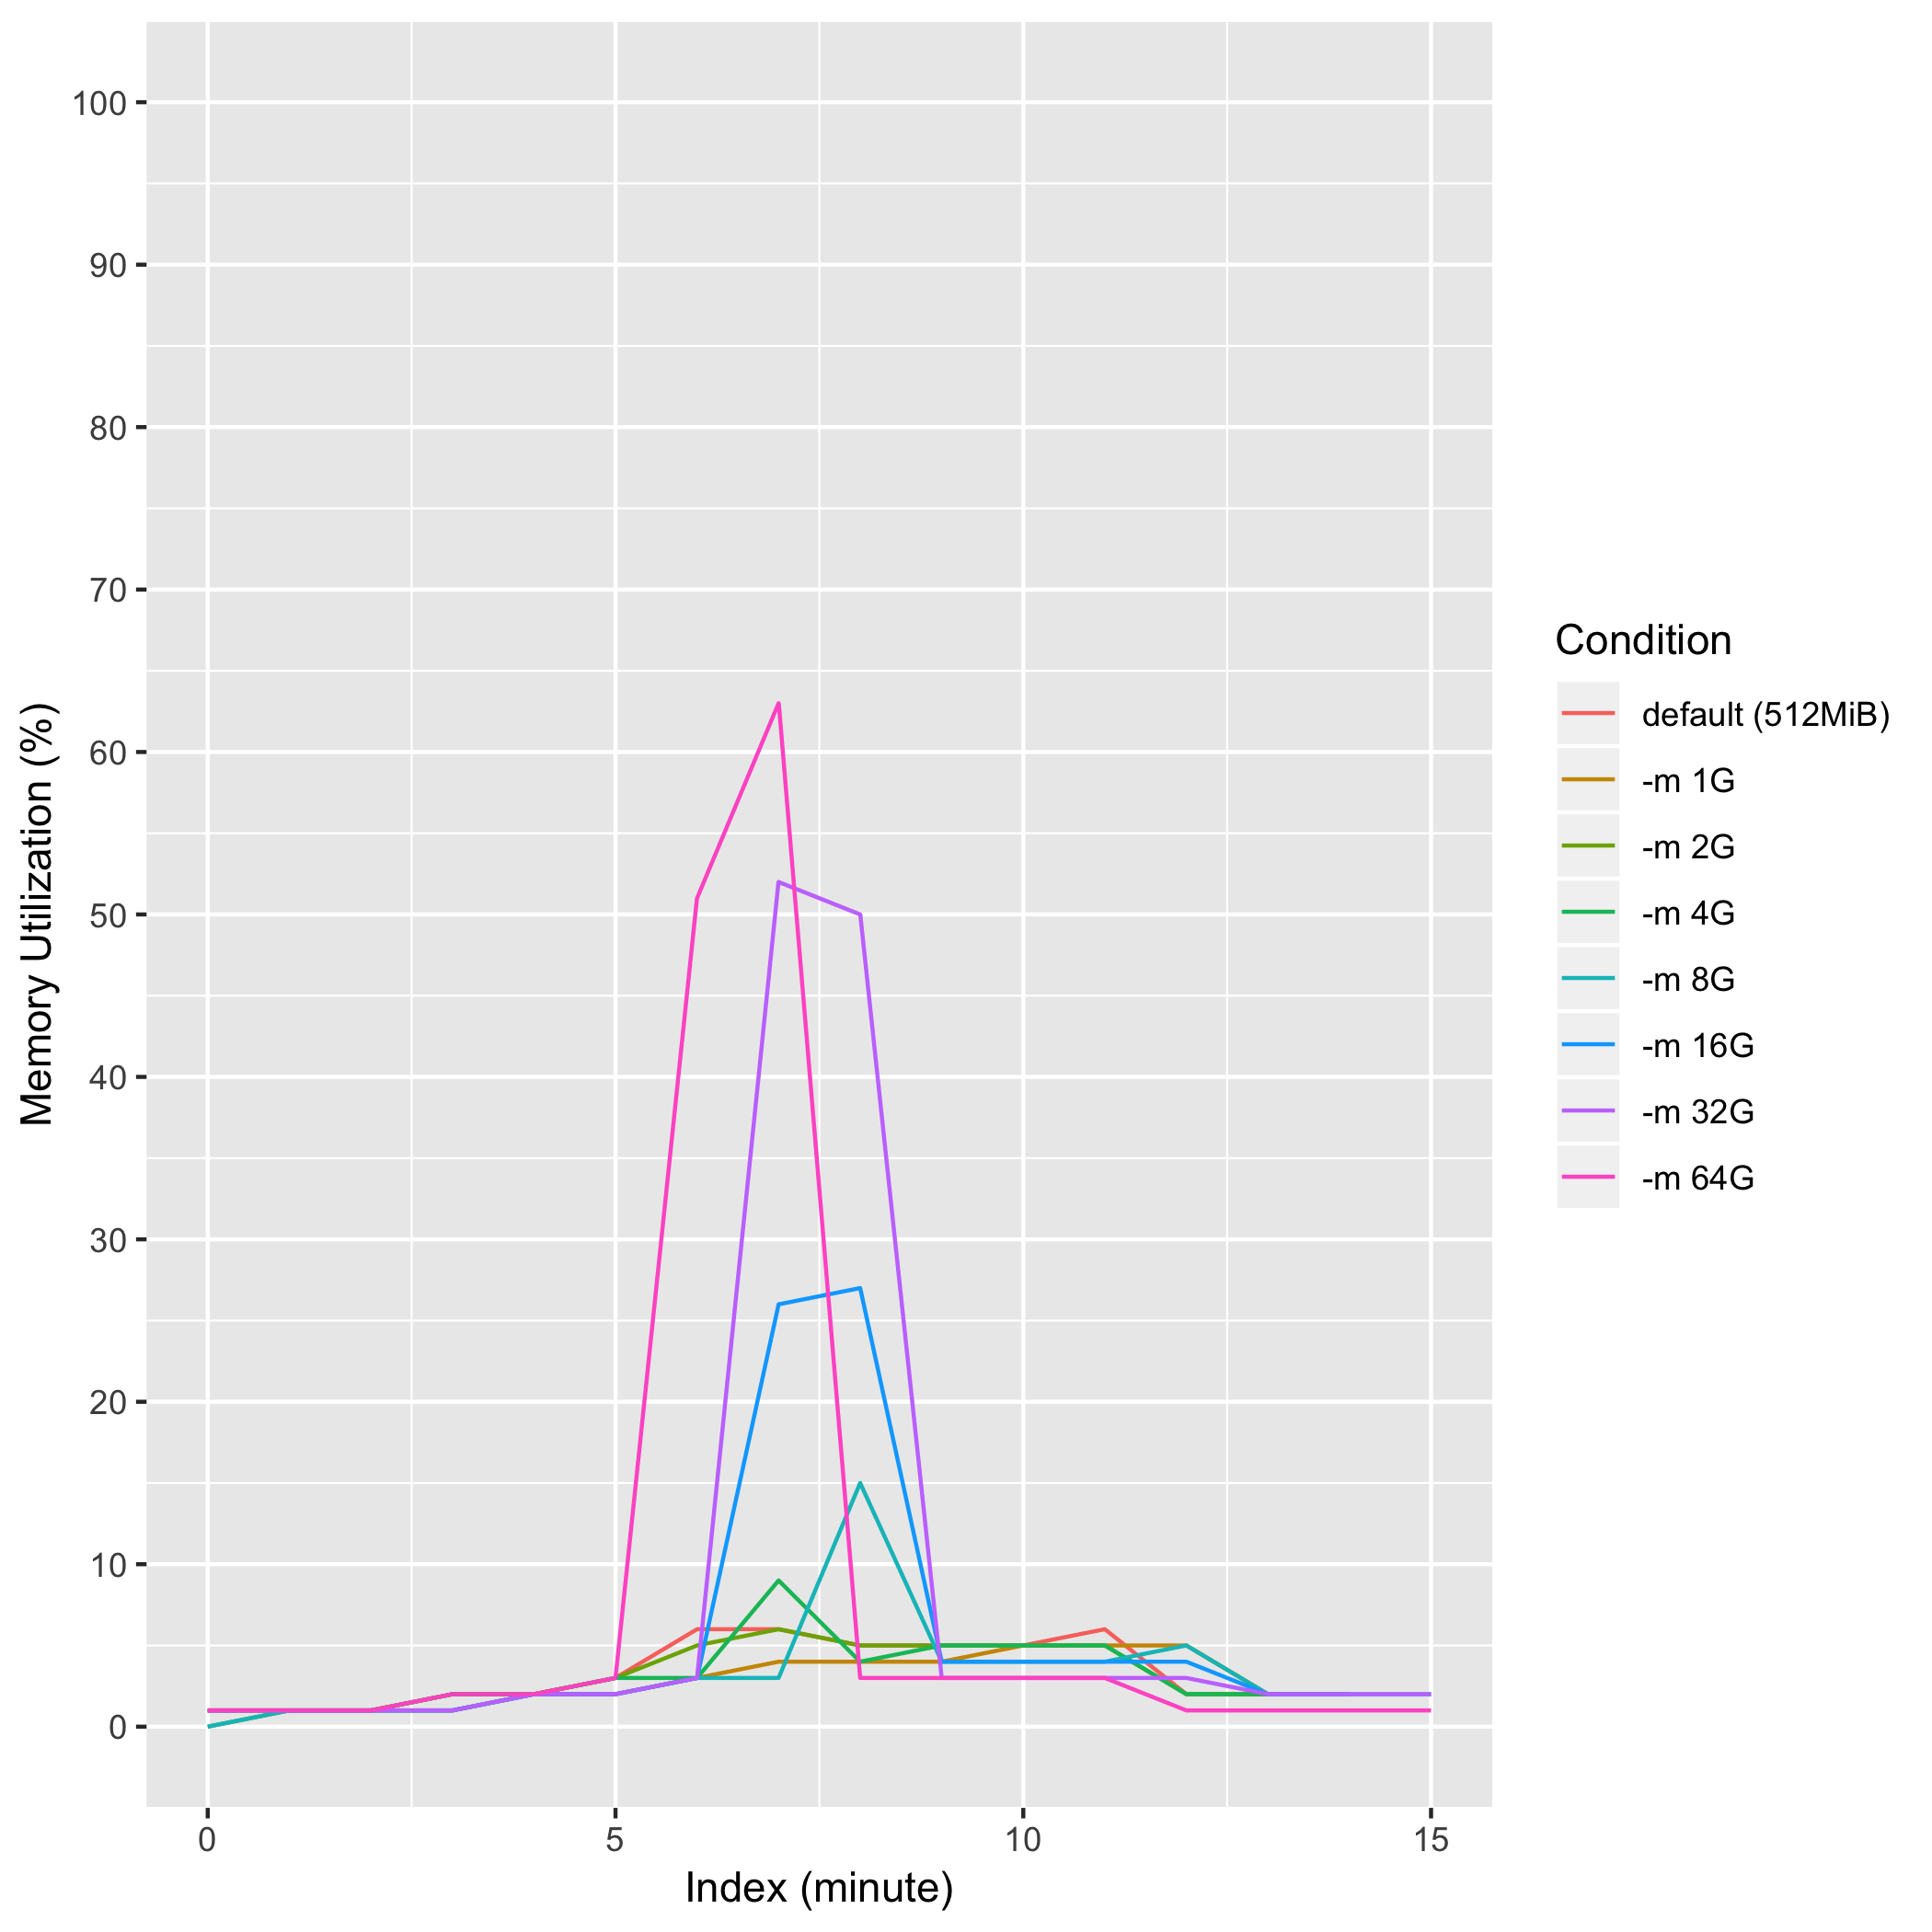 100
90
80
70
60
50
40
30
20
10
0
Memory Utilization (%)
0 5 10 15
Index (minute)
Condition
default (512MiB)
-m 1G
-m 2G
-m 4G
-m 8G
-m 16G
-m 32G
-m 64G